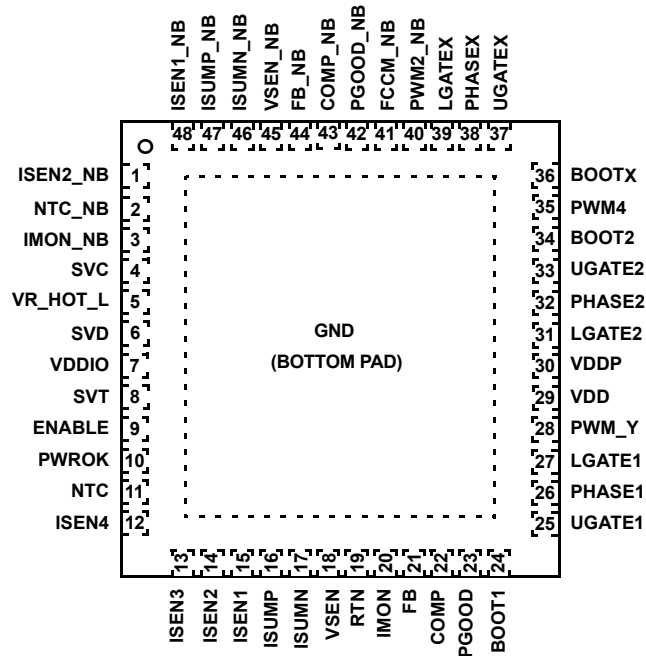 ISEN1_NB
ISUMP_NB
ISUMN_NB
VSEN_NB
FB_NB
COMP_NB
PGOOD_NB
FCCM_NB
PWM2_NB
LGATEX
PHASEX
UGATEX
48 47 46 45 44 43 42 41 40 39 38 37
ISEN2_NB 1
NTC_NB 2
IMON_NB 3
SVC 4
VR_HOT_L 5
SVD 6
VDDIO 7
SVT 8
ENABLE 9
PWROK 10
NTC 11
ISEN4 12
GND
(BOTTOM PAD)
36 BOOTX
35 PWM4
34 BOOT2
33 UGATE2
32 PHASE2
31 LGATE2
30 VDDP
29 VDD
28 PWM_Y
27 LGATE1
26 PHASE1
25 UGATE1
13 14 15 16 17 18 19 20 21 22 23 24
ISEN3
ISEN2
ISEN1
ISUMP
ISUMN
VSEN
RTN
IMON
FB
COMP
PGOOD
BOOT1